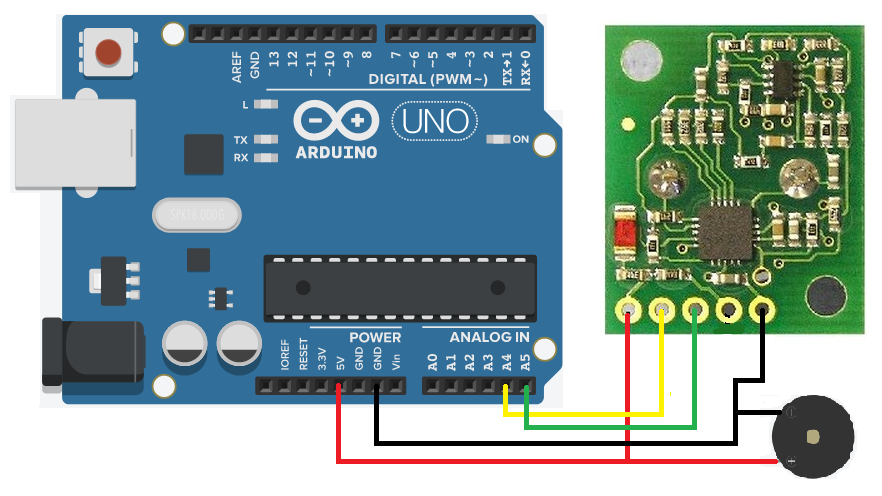 AREF
GND
13
12
~11
~10
~9
8
7
~6
~5
4
~3
2
TX→1
RX←0
DIGITAL (PWM~)
L
TX
RX
UNO
ON
ARDUINO
SPK16.000G
POWER
ANALOG IN
IOREF
RESET
3.3V
5V
GND
GND
Vin
A0
A1
A2
A3
A4
A5
+